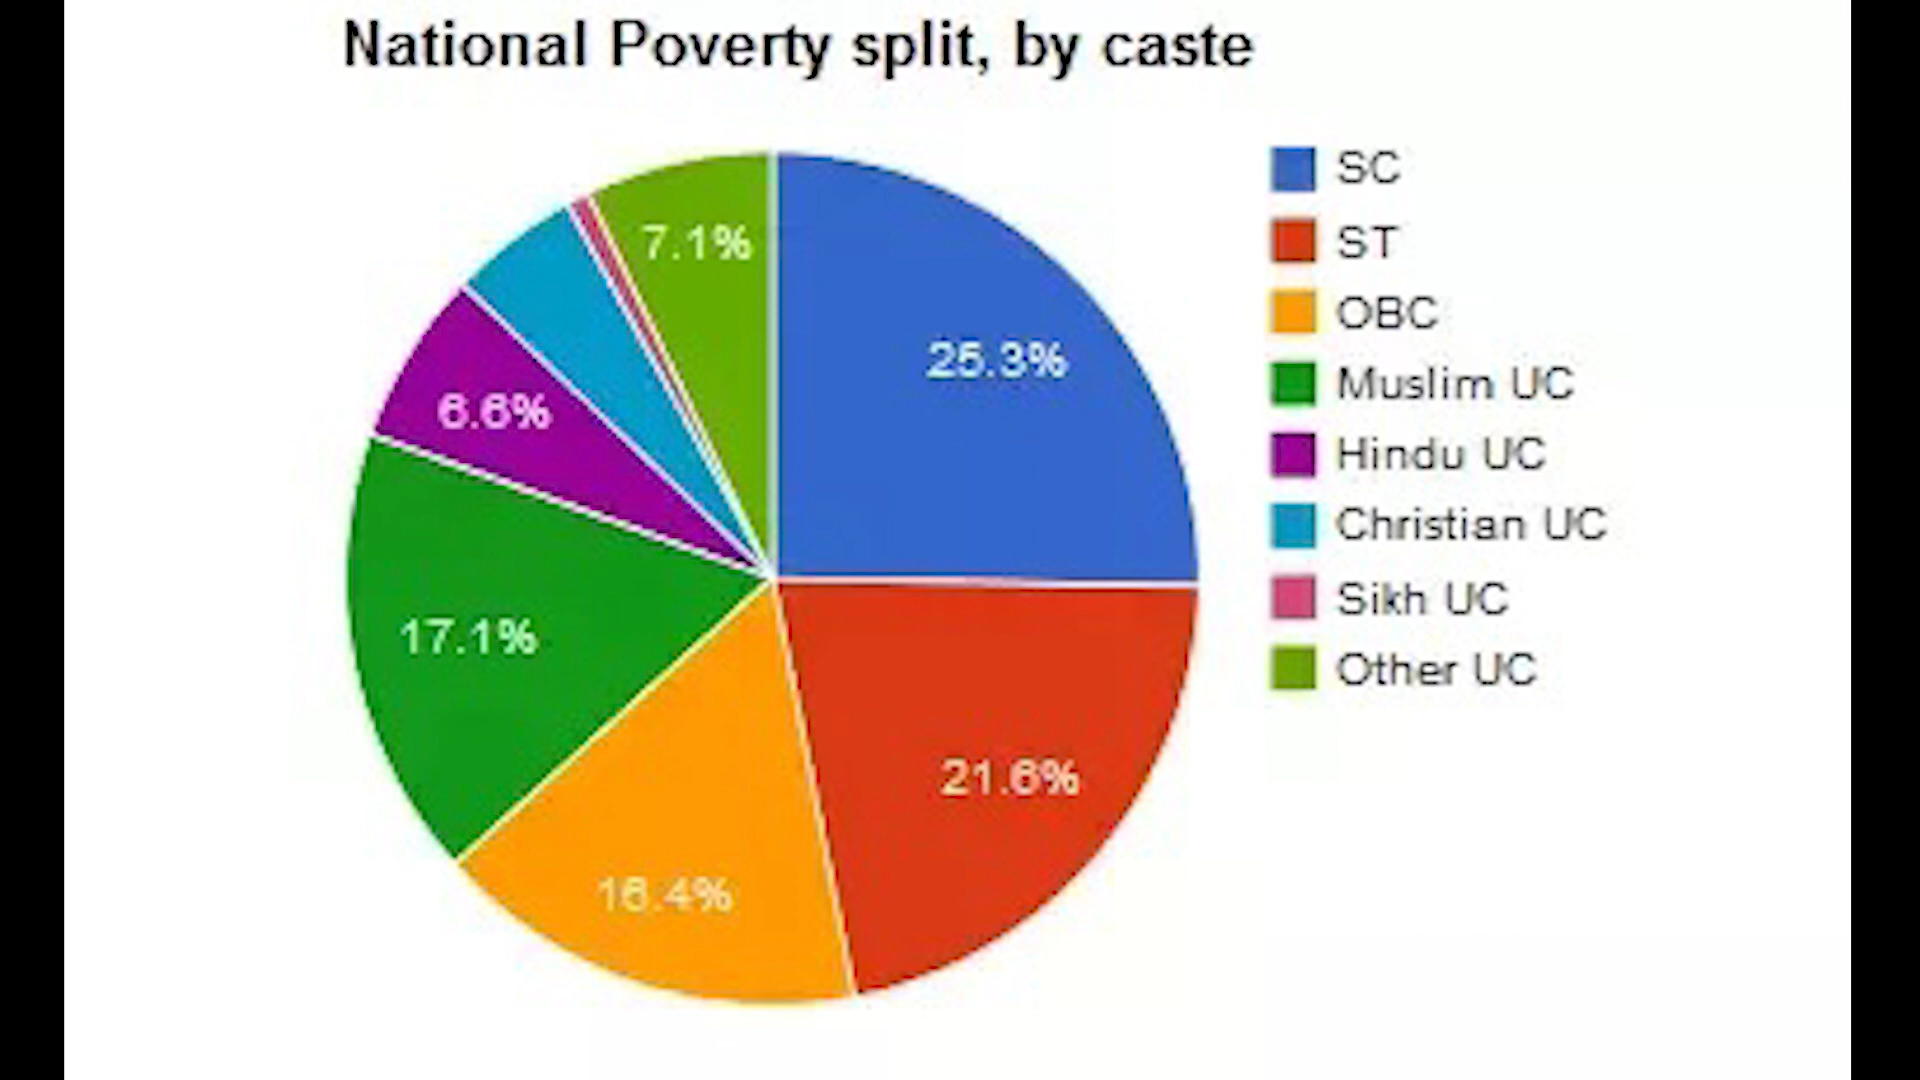 National Poverty split, by caste
7.1%
25.3%
6.6%
17.1%
21.6%
16.4%
SC
ST
OBC
Muslim UC
Hindu UC
Christian UC
Sikh UC
Other UC